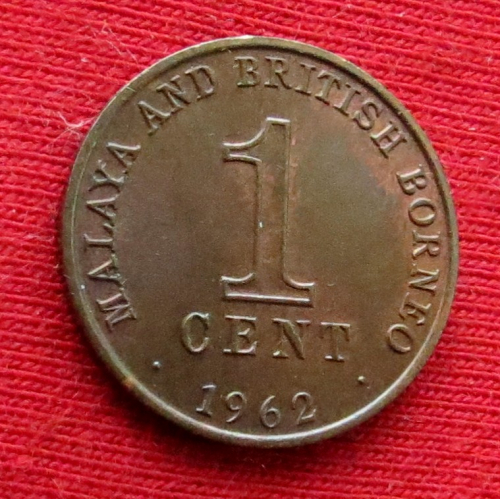 MALAYA AND BRITISH BORNEO
1
CENT
· 1962 ·